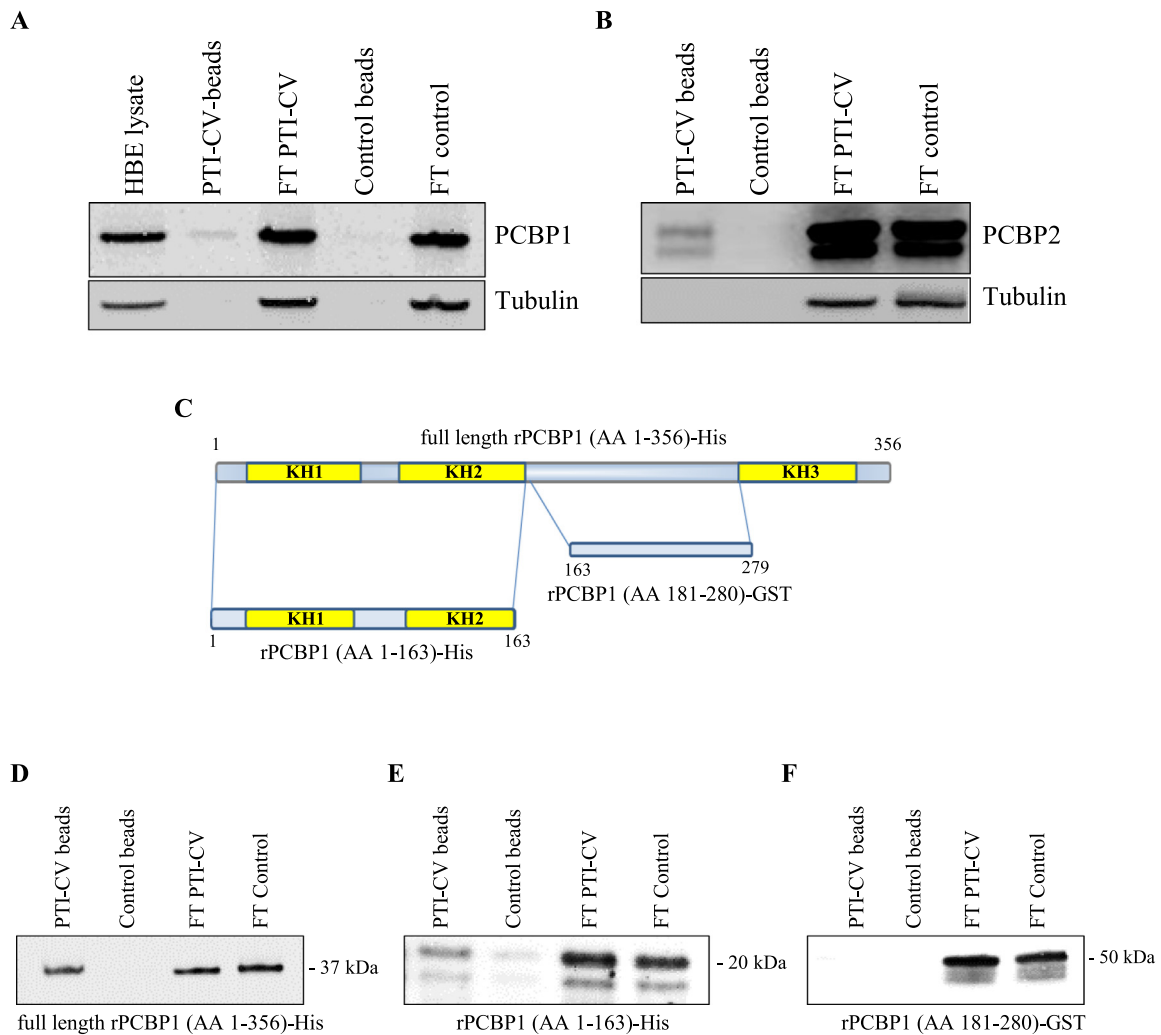 A
HBE lysate
PTI-CV-beads
FT PTI-CV
Control beads
FT control
PCBP1
Tubulin
B
PTI-CV beads
Control beads
FT PTI-CV
FT control
PCBP2
Tubulin
C
full length rPCBP1 (AA 1-356)-His
1
356
KH1
KH2
KH3
163
279
rPCBP1 (AA 181-280)-GST
KH1
KH2
1
163
rPCBP1 (AA 1-163)-His
D
PTI-CV beads
Control beads
FT PTI-CV
FT Control
- 37 kDa
full length rPCBP1 (AA 1-356)-His
E
PTI-CV beads
Control beads
FT PTI-CV
FT Control
- 20 kDa
rPCBP1 (AA 1-163)-His
F
PTI-CV beads
Control beads
FT PTI-CV
FT Control
- 50 kDa
rPCBP1 (AA 181-280)-GST